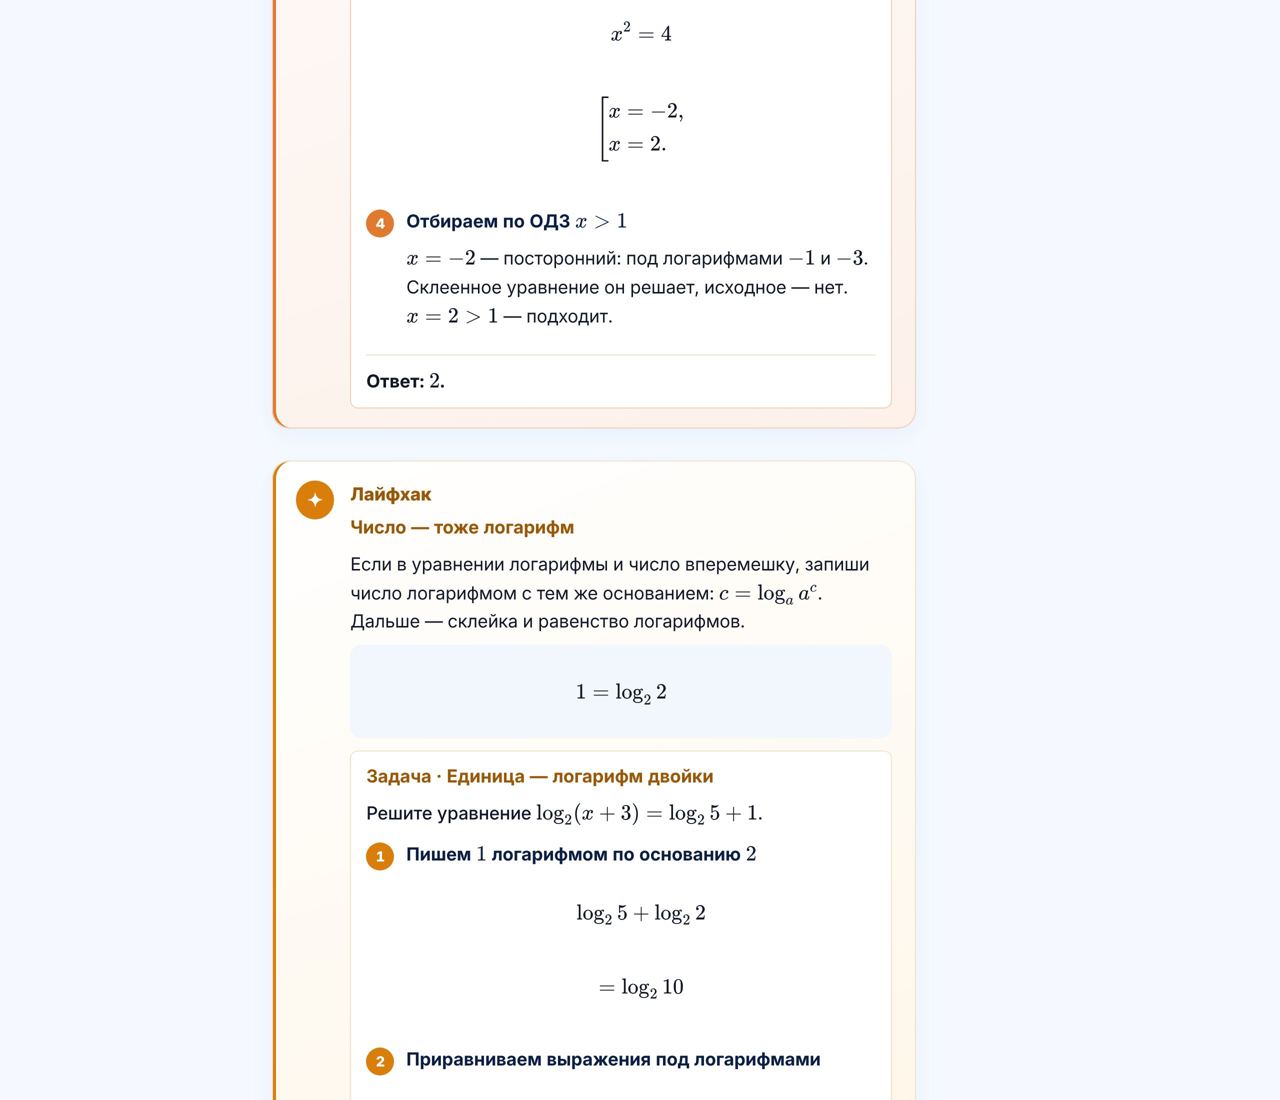 x² = 4
[x = −2,
x = 2.
4 Отбираем по ОДЗ x > 1
x = −2 — посторонний: под логарифмами −1 и −3.
Склеенное уравнение он решает, исходное — нет.
x = 2 > 1 — подходит.
Ответ: 2.
Лайфхак
Число — тоже логарифм
Если в уравнении логарифмы и число вперемешку, запиши
число логарифмом с тем же основанием: c = logₐ aᶜ.
Дальше — склейка и равенство логарифмов.
1 = log₂ 2
Задача · Единица — логарифм двойки
Решите уравнение log₂(x + 3) = log₂ 5 + 1.
1 Пишем 1 логарифмом по основанию 2
log₂ 5 + log₂ 2
= log₂ 10
2 Приравниваем выражения под логарифмами